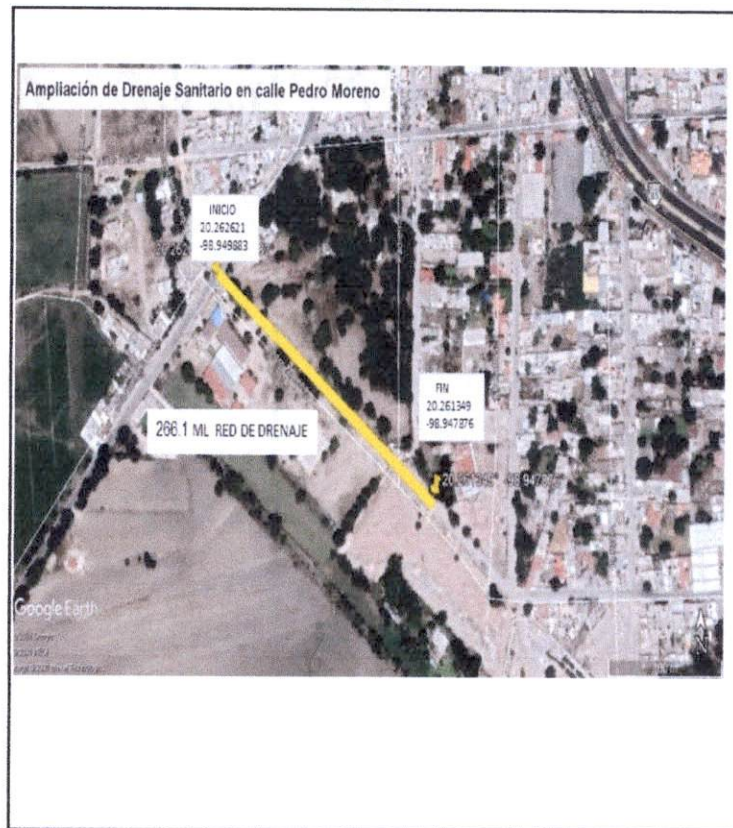 Ampliación de Drenaje Sanitario en calle Pedro Moreno
INICIO
20.262621
-98.949883
FIN
20.261349
-98.947876
266.1 ML RED DE DRENAJE
Google Earth
N